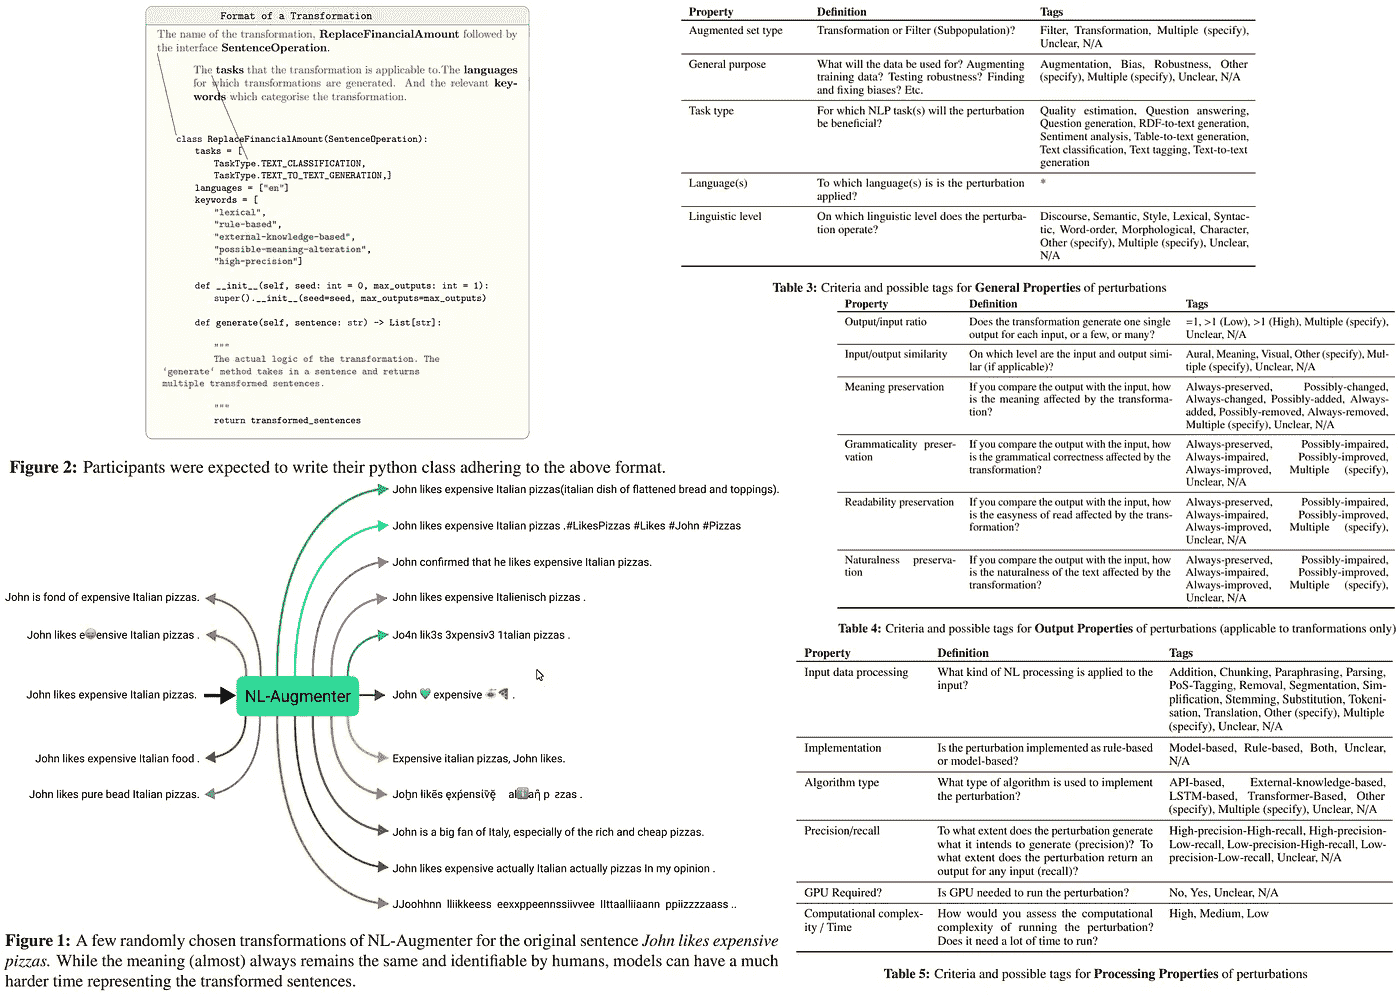 Format of a Transformation
The name of the transformation, ReplaceFinancialAmount followed by
the interface SentenceOperation.
The tasks that the transformation is applicable to.The languages
for which transformations are generated. And the relevant key-
words which categorise the transformation.
class ReplaceFinancialAmount(SentenceOperation):
tasks = [
TaskType.TEXT_CLASSIFICATION,
TaskType.TEXT_TO_TEXT_GENERATION,]
languages = ["en"]
keywords = [
"lexical",
"rule-based",
"external-knowledge-based",
"possible-meaning-alteration",
"high-precision"]
def __init__(self, seed: int = 0, max_outputs: int = 1):
super().__init__(seed=seed, max_outputs=max_outputs)
def generate(self, sentence: str) -> List[str]:
"""
The actual logic of the transformation. The
'generate' method takes in a sentence and returns
multiple transformed sentences.
"""
return transformed_sentences
Figure 2: Participants were expected to write their python class adhering to the above format.
John likes expensive Italian pizzas(italian dish of flattened bread and toppings).
John likes expensive Italian pizzas .#LikesPizzas #Likes #John #Pizzas
John confirmed that he likes expensive Italian pizzas.
John is fond of expensive Italian pizzas.
John likes expensive Italienisch pizzas .
John likes e😄ensive Italian pizzas .
Jo4n lik3s 3xpensiv3 1talian pizzas .
John likes expensive Italian pizzas.
NL-Augmenter
John expensive .
John likes expensive Italian food .
Expensive italian pizzas, John likes.
John likes pure bead Italian pizzas.
John is a big fan of Italy, especially of the rich and cheap pizzas.
John likes expensive actually Italian actually pizzas In my opinion .
JJoohhnn lliikkeess eexxppeennssiivvee IIttaalliiaann ppiizzzzaass ..
Figure 1: A few randomly chosen transformations of NL-Augmenter for the original sentence John likes expensive
pizzas. While the meaning (almost) always remains the same and identifiable by humans, models can have a much
harder time representing the transformed sentences.
Property Definition Tags
Augmented set type Transformation or Filter (Subpopulation)? Filter, Transformation, Multiple (specify),
Unclear, N/A
General purpose What will the data be used for? Augmenting Augmentation, Bias, Robustness, Other
training data? Testing robustness? Finding (specify), Multiple (specify), Unclear, N/A
and fixing biases? Etc.
Task type For which NLP task(s) will the perturbation Quality estimation, Question answering,
be beneficial? Question generation, RDF-to-text generation,
Sentiment analysis, Table-to-text generation,
Text classification, Text tagging, Text-to-text
generation
Language(s) To which language(s) is is the perturbation *
applied?
Linguistic level On which linguistic level does the perturba- Discourse, Semantic, Style, Lexical, Syntac-
tion operate? tic, Word-order, Morphological, Character,
Other (specify), Multiple (specify), Unclear,
N/A
Table 3: Criteria and possible tags for General Properties of perturbations
Property Definition Tags
Output/input ratio Does the transformation generate one single =1, >1 (Low), >1 (High), Multiple (specify),
output for each input, or a few, or many? Unclear, N/A
Input/output similarity On which level are the input and output simi- Aural, Meaning, Visual, Other (specify), Mul-
lar (if applicable)? tiple (specify), Unclear, N/A
Meaning preservation If you compare the output with the input, how Always-preserved, Possibly-changed,
is the meaning affected by the transforma- Always-changed, Possibly-added, Always-
tion? added, Possibly-removed, Always-removed,
Multiple (specify), Unclear, N/A
Grammaticality preser- If you compare the output with the input, how Always-preserved, Possibly-impaired,
vation is the grammatical correctness affected by the Always-impaired, Possibly-improved,
transformation? Always-improved, Multiple (specify),
Unclear, N/A
Readability preservation If you compare the output with the input, how Always-preserved, Possibly-impaired,
is the easyness of read affected by the trans- Always-impaired, Possibly-improved,
formation? Always-improved, Multiple (specify),
Unclear, N/A
Naturalness preserva- If you compare the output with the input, how Always-preserved, Possibly-impaired,
tion is the naturalness of the text affected by the Always-impaired, Possibly-improved,
transformation? Always-improved, Multiple (specify),
Unclear, N/A
Table 4: Criteria and possible tags for Output Properties of perturbations (applicable to tranformations only)
Property Definition Tags
Input data processing What kind of NL processing is applied to the Addition, Chunking, Paraphrasing, Parsing,
input? PoS-Tagging, Removal, Segmentation, Sim-
plification, Stemming, Substitution, Tokeni-
sation, Translation, Other (specify), Multiple
(specify), Unclear, N/A
Implementation Is the perturbation implemented as rule-based Model-based, Rule-based, Both, Unclear,
or model-based? N/A
Algorithm type What type of algorithm is used to implement API-based, External-knowledge-based,
the perturbation? LSTM-based, Transformer-Based, Other
(specify), Multiple (specify), Unclear, N/A
Precision/recall To what extent does the perturbation generate High-precision-High-recall, High-precision-
what it intends to generate (precision)? To Low-recall, Low-precision-High-recall, Low-
what extent does the perturbation return an precision-Low-recall, Unclear, N/A
output for any input (recall)?
GPU Required? Is GPU needed to run the perturbation? No, Yes, Unclear, N/A
Computational complex- How would you assess the computational High, Medium, Low
ity / Time complexity of running the perturbation?
Does it need a lot of time to run?
Table 5: Criteria and possible tags for Processing Properties of perturbations